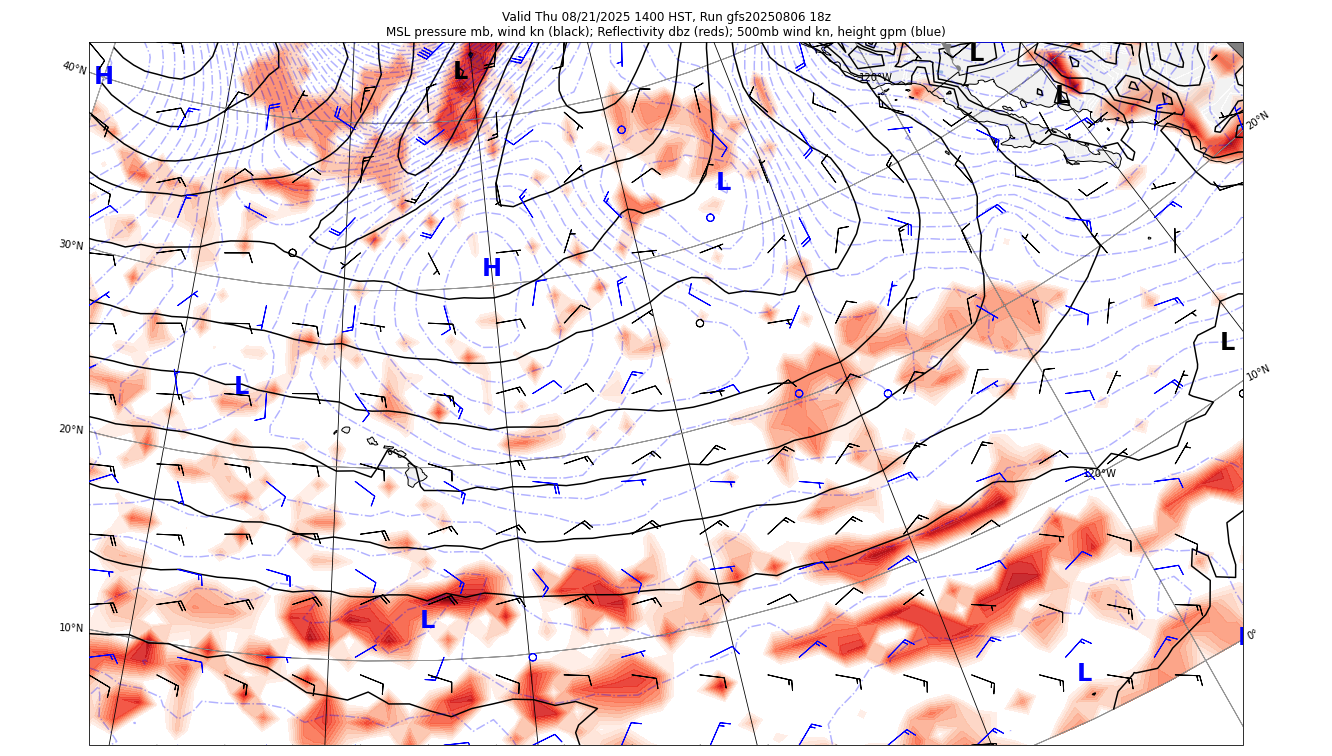 Valid Thu 08/21/2025 1400 HST, Run gfs20250806 18z
MSL pressure mb, wind kn (black); Reflectivity dbz (reds); 500mb wind kn, height gpm (blue)
L
40°N
H
L
120°W
L
20°N
L
30°N
H
L
10°N
L
20°N
120°W
10°N
L
0°
L